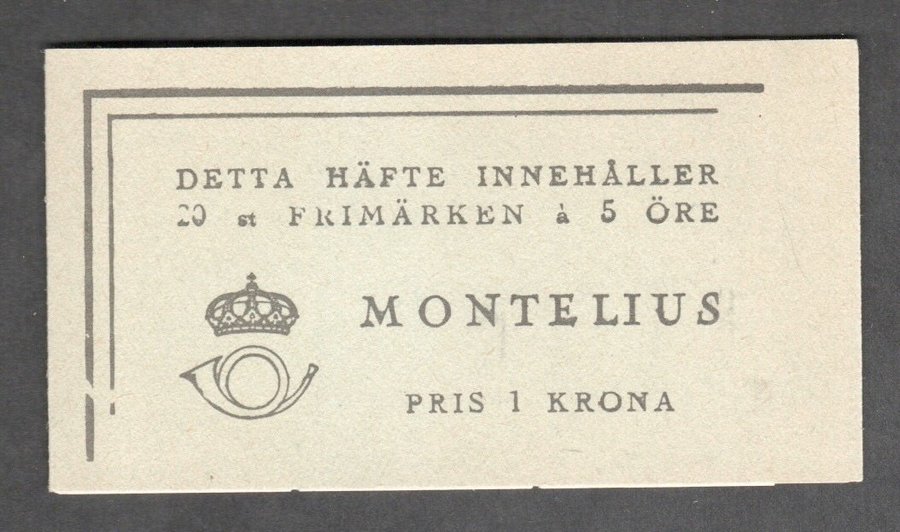 DETTA HÄFTE INNEHÅLLER
20 st FRIMÄRKEN à 5 ÖRE
MONTELIUS
PRIS 1 KRONA